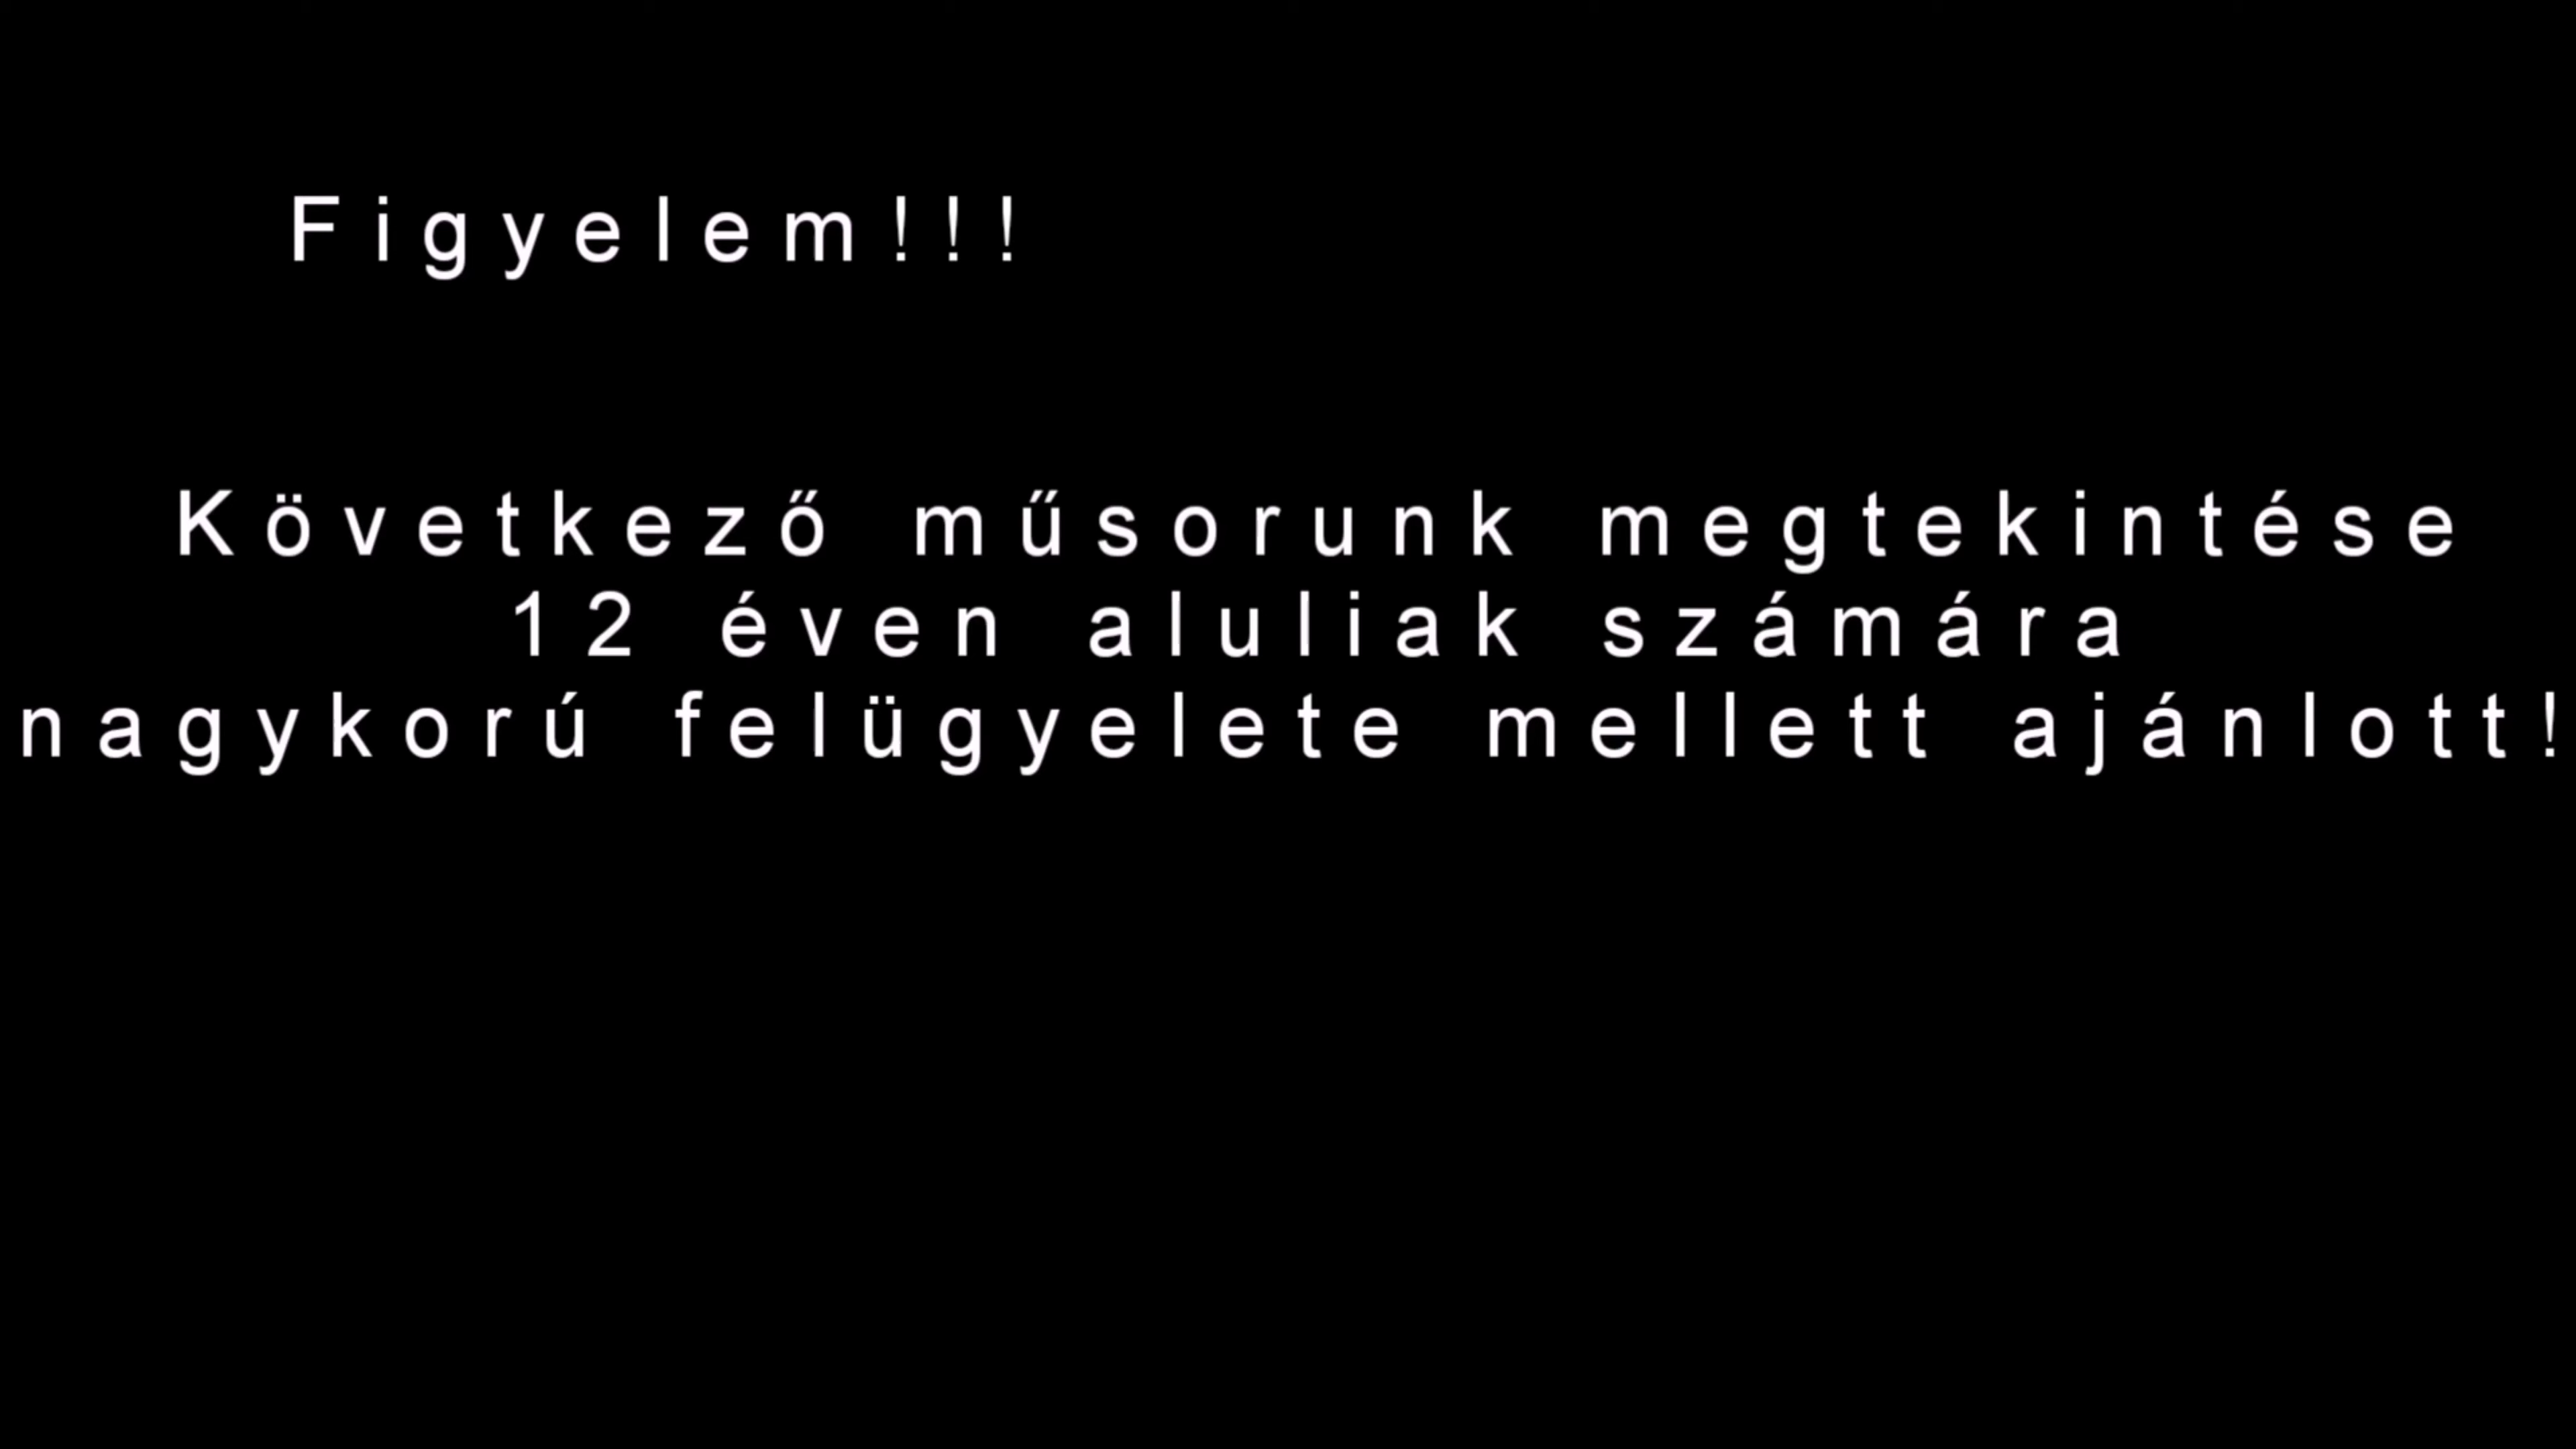 Figyelem!!!
Következő műsorunk megtekintése
12 éven aluliak számára
nagykorú felügyelete mellett ajánlott!